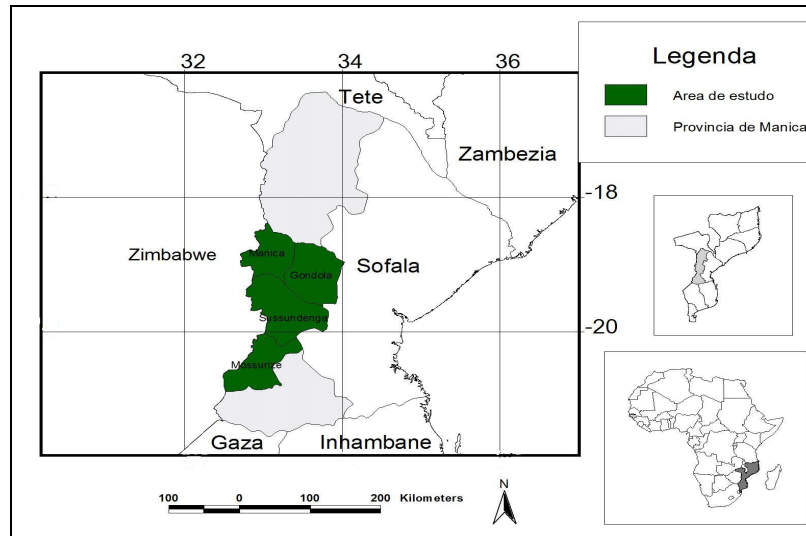 32 34 36
Legenda
Area de estudo
Provincia de Manica
Tete
Zambezia
-18
Zimbabwe
Manica
Gondola
Sofala
Sussundenga
-20
Mossurize
Gaza
Inhambane
100 0 100 200 Kilometers
N